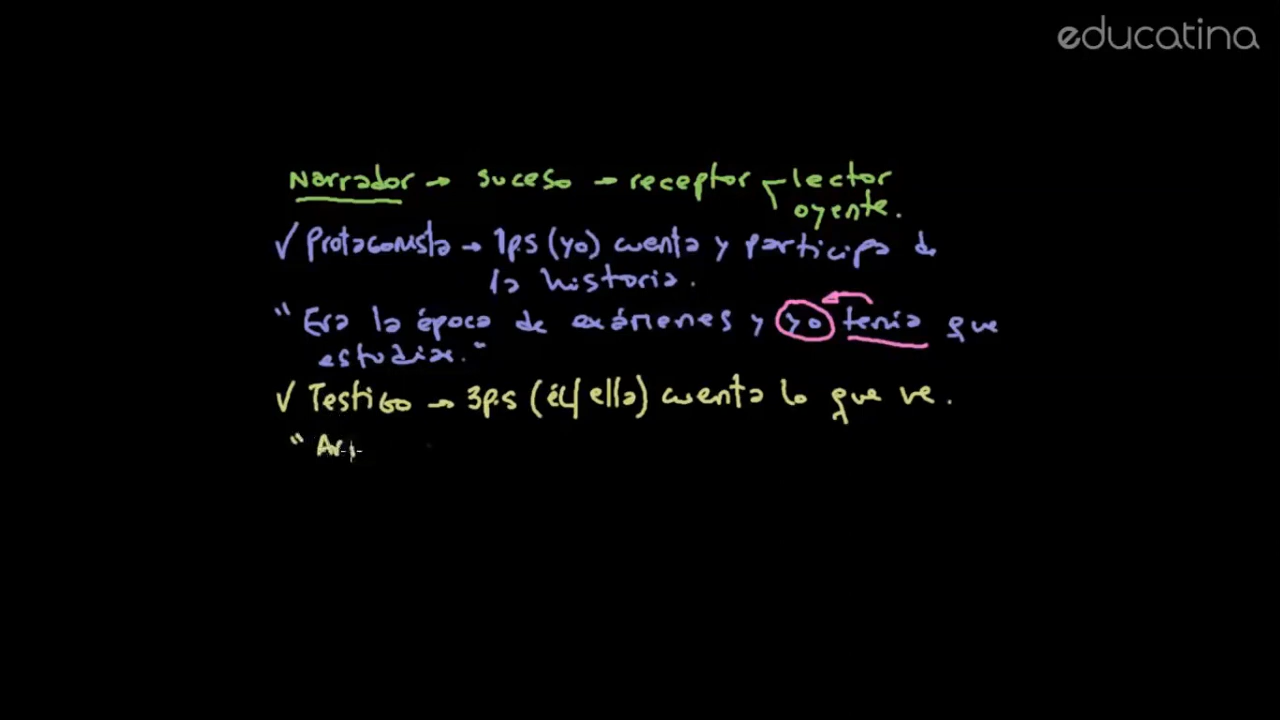 educatina
Narrador → suceso → receptor lector
oyente.
✓ Protagonista → 1ps (yo) cuenta y participa de
la historia.
"Era la época de exámenes y yo tenía que
estudiar."
✓ Testigo → 3ps (él/ella) cuenta lo que ve.
"